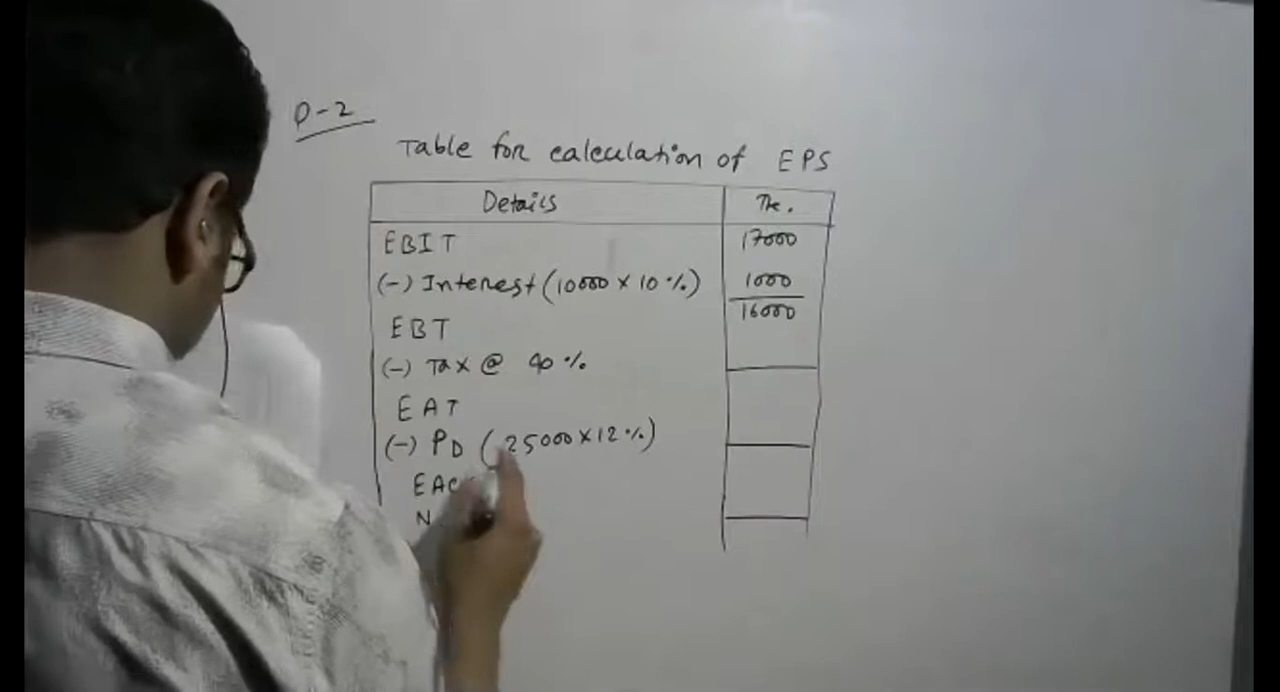 Q-2
Table for calculation of EPS
Details TK.
EBIT 17000
(-) Interest (10000 x 10%) 1000
EBT 16000
(-) Tax @ 40%
EAT
(-) PD (25000 x 12%)